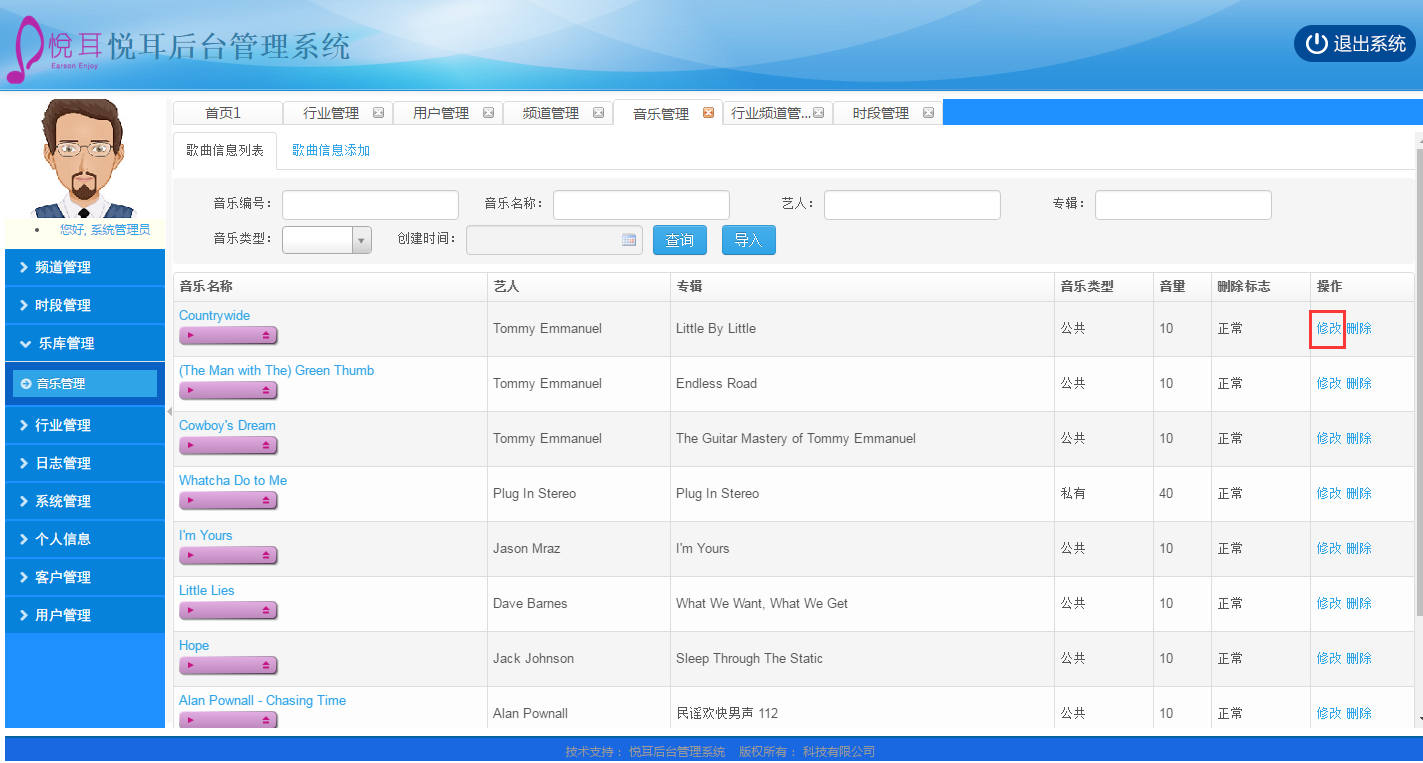 悦耳 悦耳后台管理系统
Earson Enjoy
退出系统
首页1 行业管理 用户管理 频道管理 音乐管理 行业频道管... 时段管理
歌曲信息列表 歌曲信息添加
音乐编号： 音乐名称： 艺人： 专辑：
音乐类型： 创建时间： 查询 导入
您好, 系统管理员
频道管理
时段管理
乐库管理
音乐管理
行业管理
日志管理
系统管理
个人信息
客户管理
用户管理
音乐名称 艺人 专辑 音乐类型 音量 删除标志 操作
Countrywide Tommy Emmanuel Little By Little 公共 10 正常 修改 删除
(The Man with The) Green Thumb Tommy Emmanuel Endless Road 公共 10 正常 修改 删除
Cowboy's Dream Tommy Emmanuel The Guitar Mastery of Tommy Emmanuel 公共 10 正常 修改 删除
Whatcha Do to Me Plug In Stereo Plug In Stereo 私有 40 正常 修改 删除
I'm Yours Jason Mraz I'm Yours 公共 10 正常 修改 删除
Little Lies Dave Barnes What We Want, What We Get 公共 10 正常 修改 删除
Hope Jack Johnson Sleep Through The Static 公共 10 正常 修改 删除
Alan Pownall - Chasing Time Alan Pownall 民谣欢快男声 112 公共 10 正常 修改 删除
技术支持： 悦耳后台管理系统 版权所有： 科技有限公司